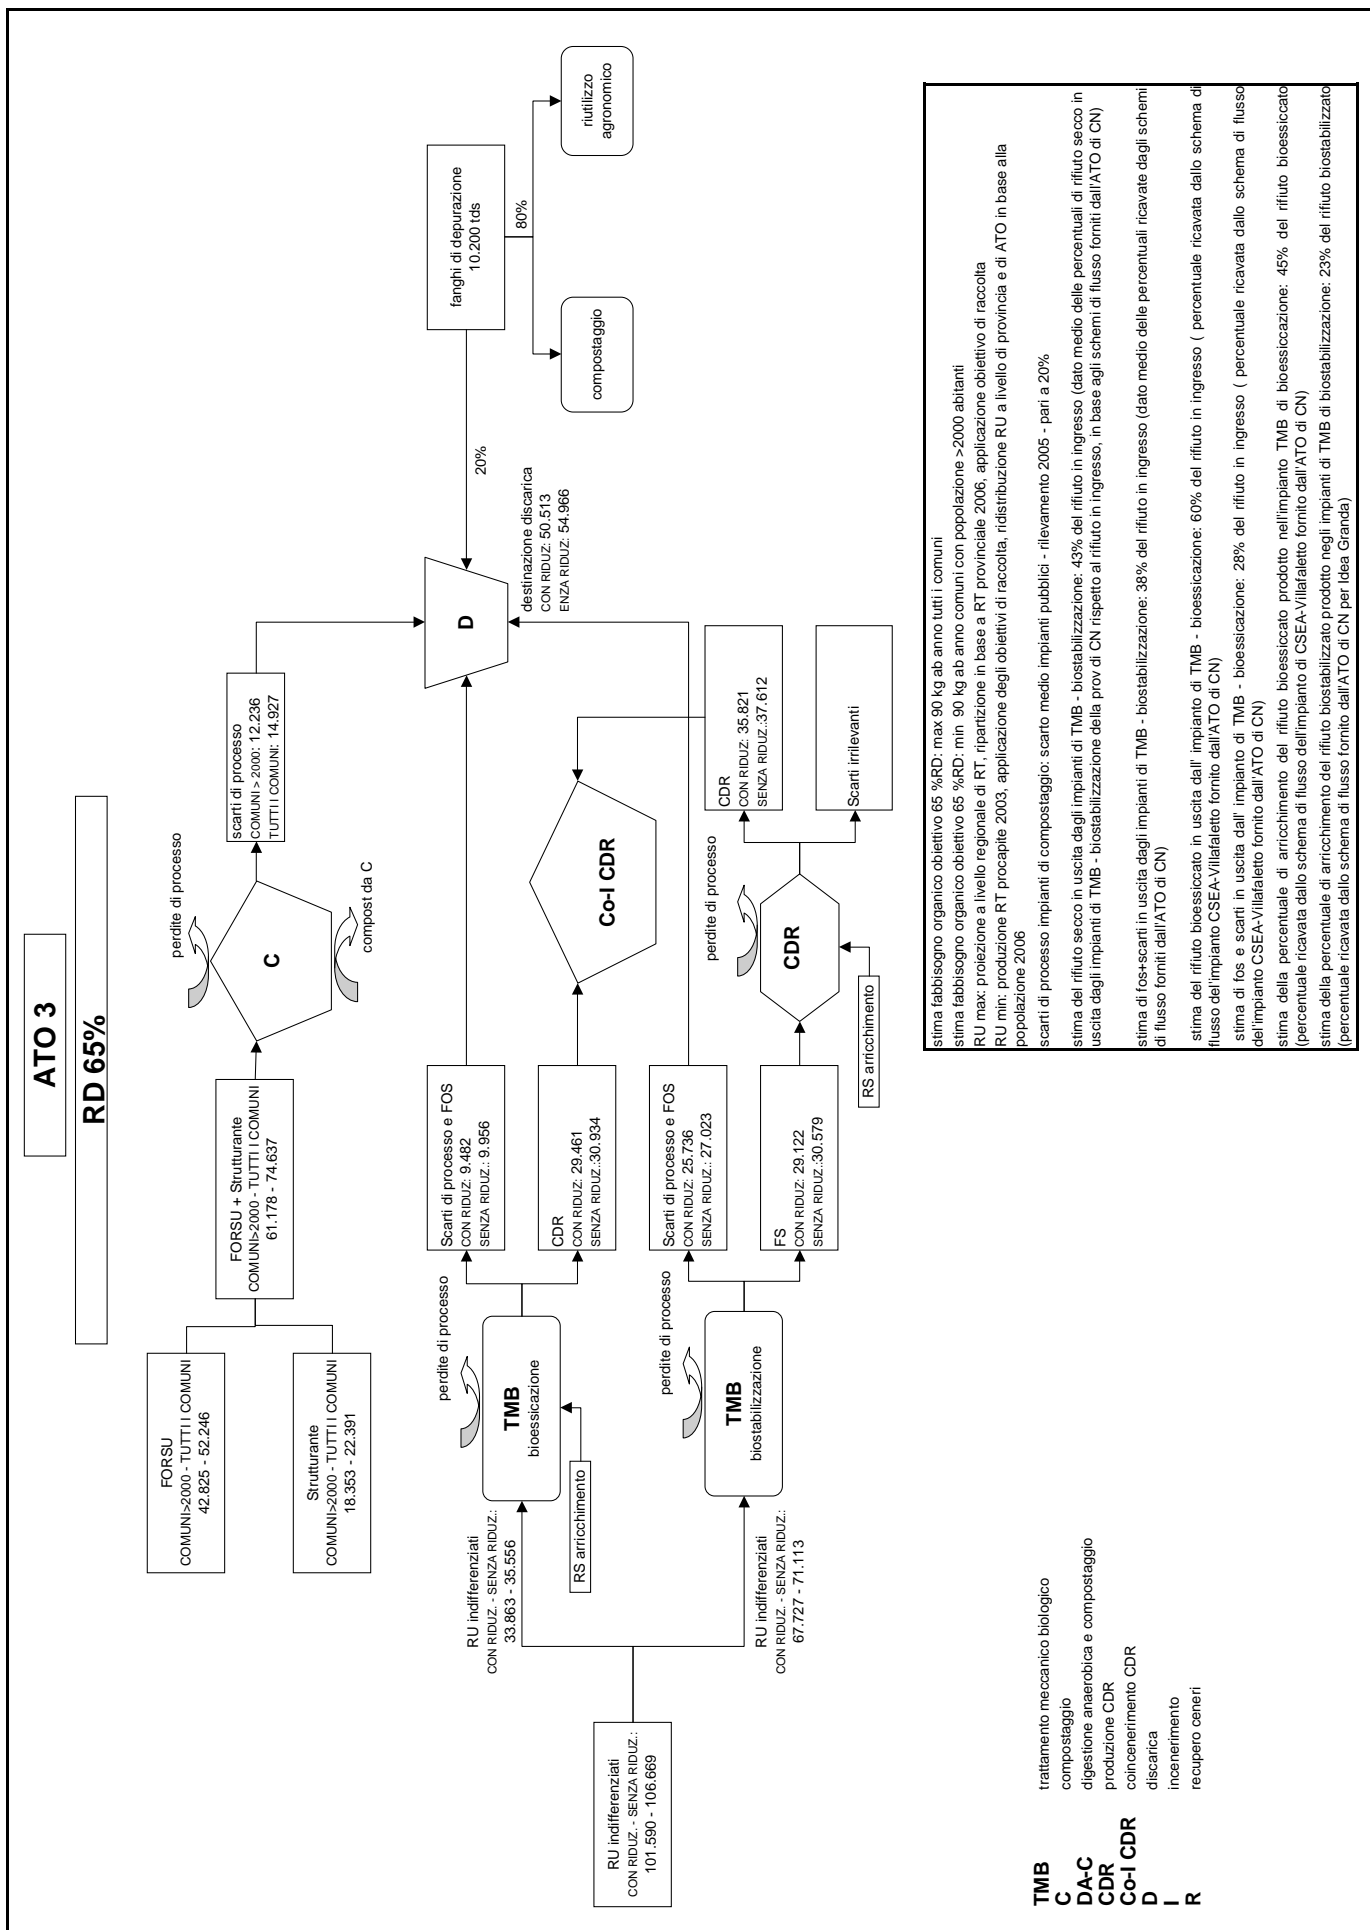 ATO 3
RD 65%
FORSU
COMUNI>2000 - TUTTI I COMUNI
42.825 - 52.246
Strutturante
COMUNI>2000 - TUTTI I COMUNI
18.353 - 22.391
FORSU + Strutturante
COMUNI>2000 - TUTTI I COMUNI
61.178 - 74.637
perdite di processo
C
compost da C
scarti di processo
COMUNI > 2000: 12.236
TUTTI I COMUNI: 14.927
RU indifferenziati
CON RIDUZ. - SENZA RIDUZ.:
101.590 - 106.669
RU indifferenziati
CON RIDUZ. - SENZA RIDUZ.:
33.863 - 35.556
RS arricchimento
TMB
bioessicazione
perdite di processo
Scarti di processo e FOS
CON RIDUZ: 9.482
SENZA RIDUZ.: 9.956
CDR
CON RIDUZ: 29.461
SENZA RIDUZ.:30.934
RU indifferenziati
CON RIDUZ. - SENZA RIDUZ.:
67.727 - 71.113
TMB
biostabilizzazione
perdite di processo
Scarti di processo e FOS
CON RIDUZ: 25.736
SENZA RIDUZ.: 27.023
FS
CON RIDUZ: 29.122
SENZA RIDUZ.:30.579
RS arricchimento
CDR
perdite di processo
CDR
CON RIDUZ: 35.821
SENZA RIDUZ.:37.612
Scarti irrilevanti
Co-I CDR
D
destinazione discarica
CON RIDUZ: 50.513
ENZA RIDUZ: 54.966
20%
fanghi di depurazione
10.200 tds
80%
compostaggio
riutilizzo
agronomico
TMB trattamento meccanico biologico
C compostaggio
DA-C digestione anaerobica e compostaggio
CDR produzione CDR
Co-I CDR coincenerimento CDR
D discarica
I incenerimento
R recupero ceneri
stima fabbisogno organico obiettivo 65 %RD: max 90 kg ab anno tutti i comuni
stima fabbisogno organico obiettivo 65 %RD: min 90 kg ab anno comuni con popolazione >2000 abitanti
RU max: proiezione a livello regionale di RT, ripartizione in base a RT provinciale 2006, applicazione obiettivo di raccolta
RU min: produzione RT procapite 2003, applicazione degli obiettivi di raccolta, ridistribuzione RU a livello di provincia e di ATO in base alla
popolazione 2006
scarti di processo impianti di compostaggio: scarto medio impianti pubblici - rilevamento 2005 - pari a 20%
stima del rifiuto secco in uscita dagli impianti di TMB - biostabilizzazione: 43% del rifiuto in ingresso (dato medio delle percentuali di rifiuto secco in
uscita dagli impianti di TMB - biostabilizzazione della prov di CN rispetto al rifiuto in ingresso, in base agli schemi di flusso forniti dall'ATO di CN)
stima di fos+scarti in uscita dagli impianti di TMB - biostabilizzazione: 38% del rifiuto in ingresso (dato medio delle percentuali ricavate dagli schemi
di flusso forniti dall'ATO di CN)
stima del rifiuto bioessiccato in uscita dall' impianto di TMB - bioessicazione: 60% del rifiuto in ingresso ( percentuale ricavata dallo schema di
flusso dell'impianto CSEA-Villafaletto fornito dall'ATO di CN)
stima di fos e scarti in uscita dall' impianto di TMB - bioessicazione: 28% del rifiuto in ingresso ( percentuale ricavata dallo schema di flusso
dell'impianto CSEA-Villafaletto fornito dall'ATO di CN)
stima della percentuale di arricchimento del rifiuto bioessiccato prodotto nell'impianto TMB di bioessiccazione: 45% del rifiuto bioessiccato
(percentuale ricavata dallo schema di flusso dell'impianto di CSEA-Villafaletto fornito dall'ATO di CN)
stima della percentuale di arricchimento del rifiuto biostabilizzato prodotto negli impianti di TMB di biostabilizzazione: 23% del rifiuto biostabilizzato
(percentuale ricavata dallo schema di flusso fornito dall'ATO di CN per Idea Granda)